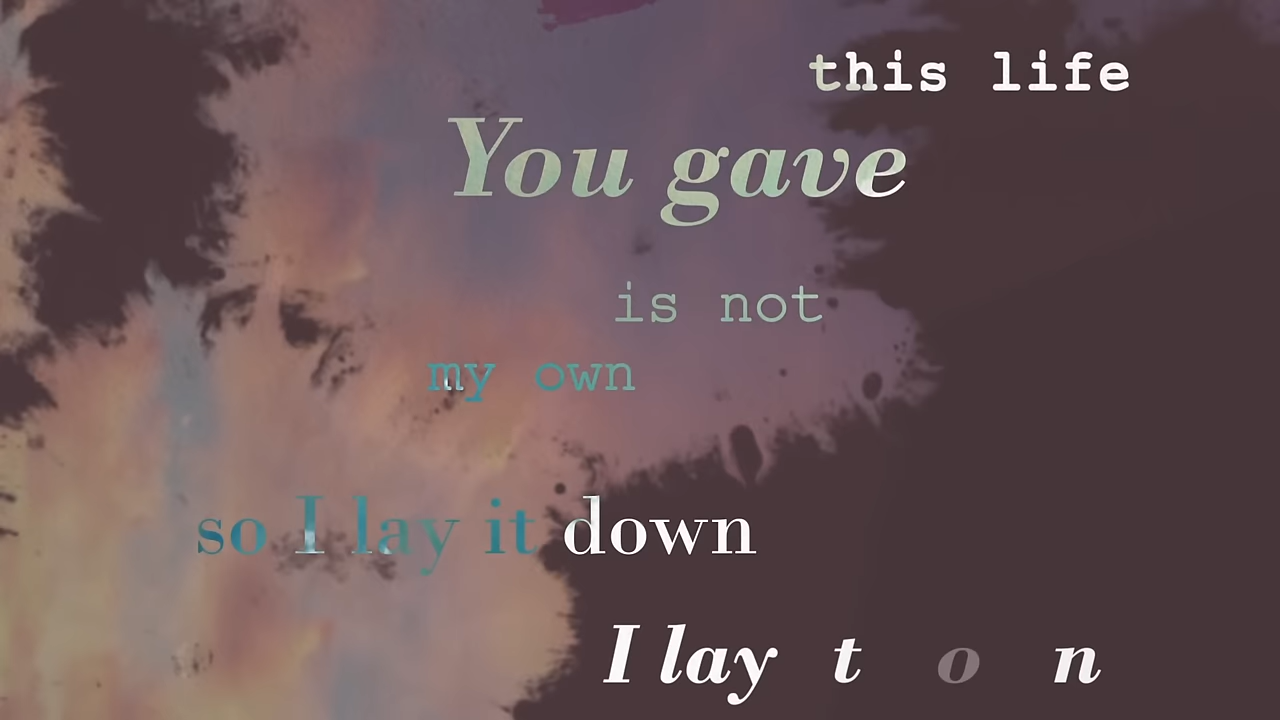 this life
You gave
is not
my own
so I lay it down
I lay t o n